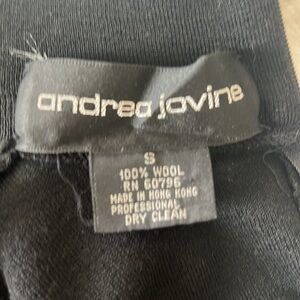 andrea jovine
S
100% WOOL
RN 60796
MADE IN HONG KONG
PROFESSIONAL
DRY CLEAN